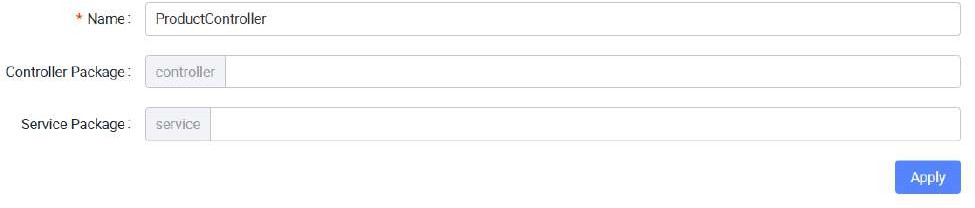 * Name: ProductController
Controller Package: controller
Service Package: service
Apply